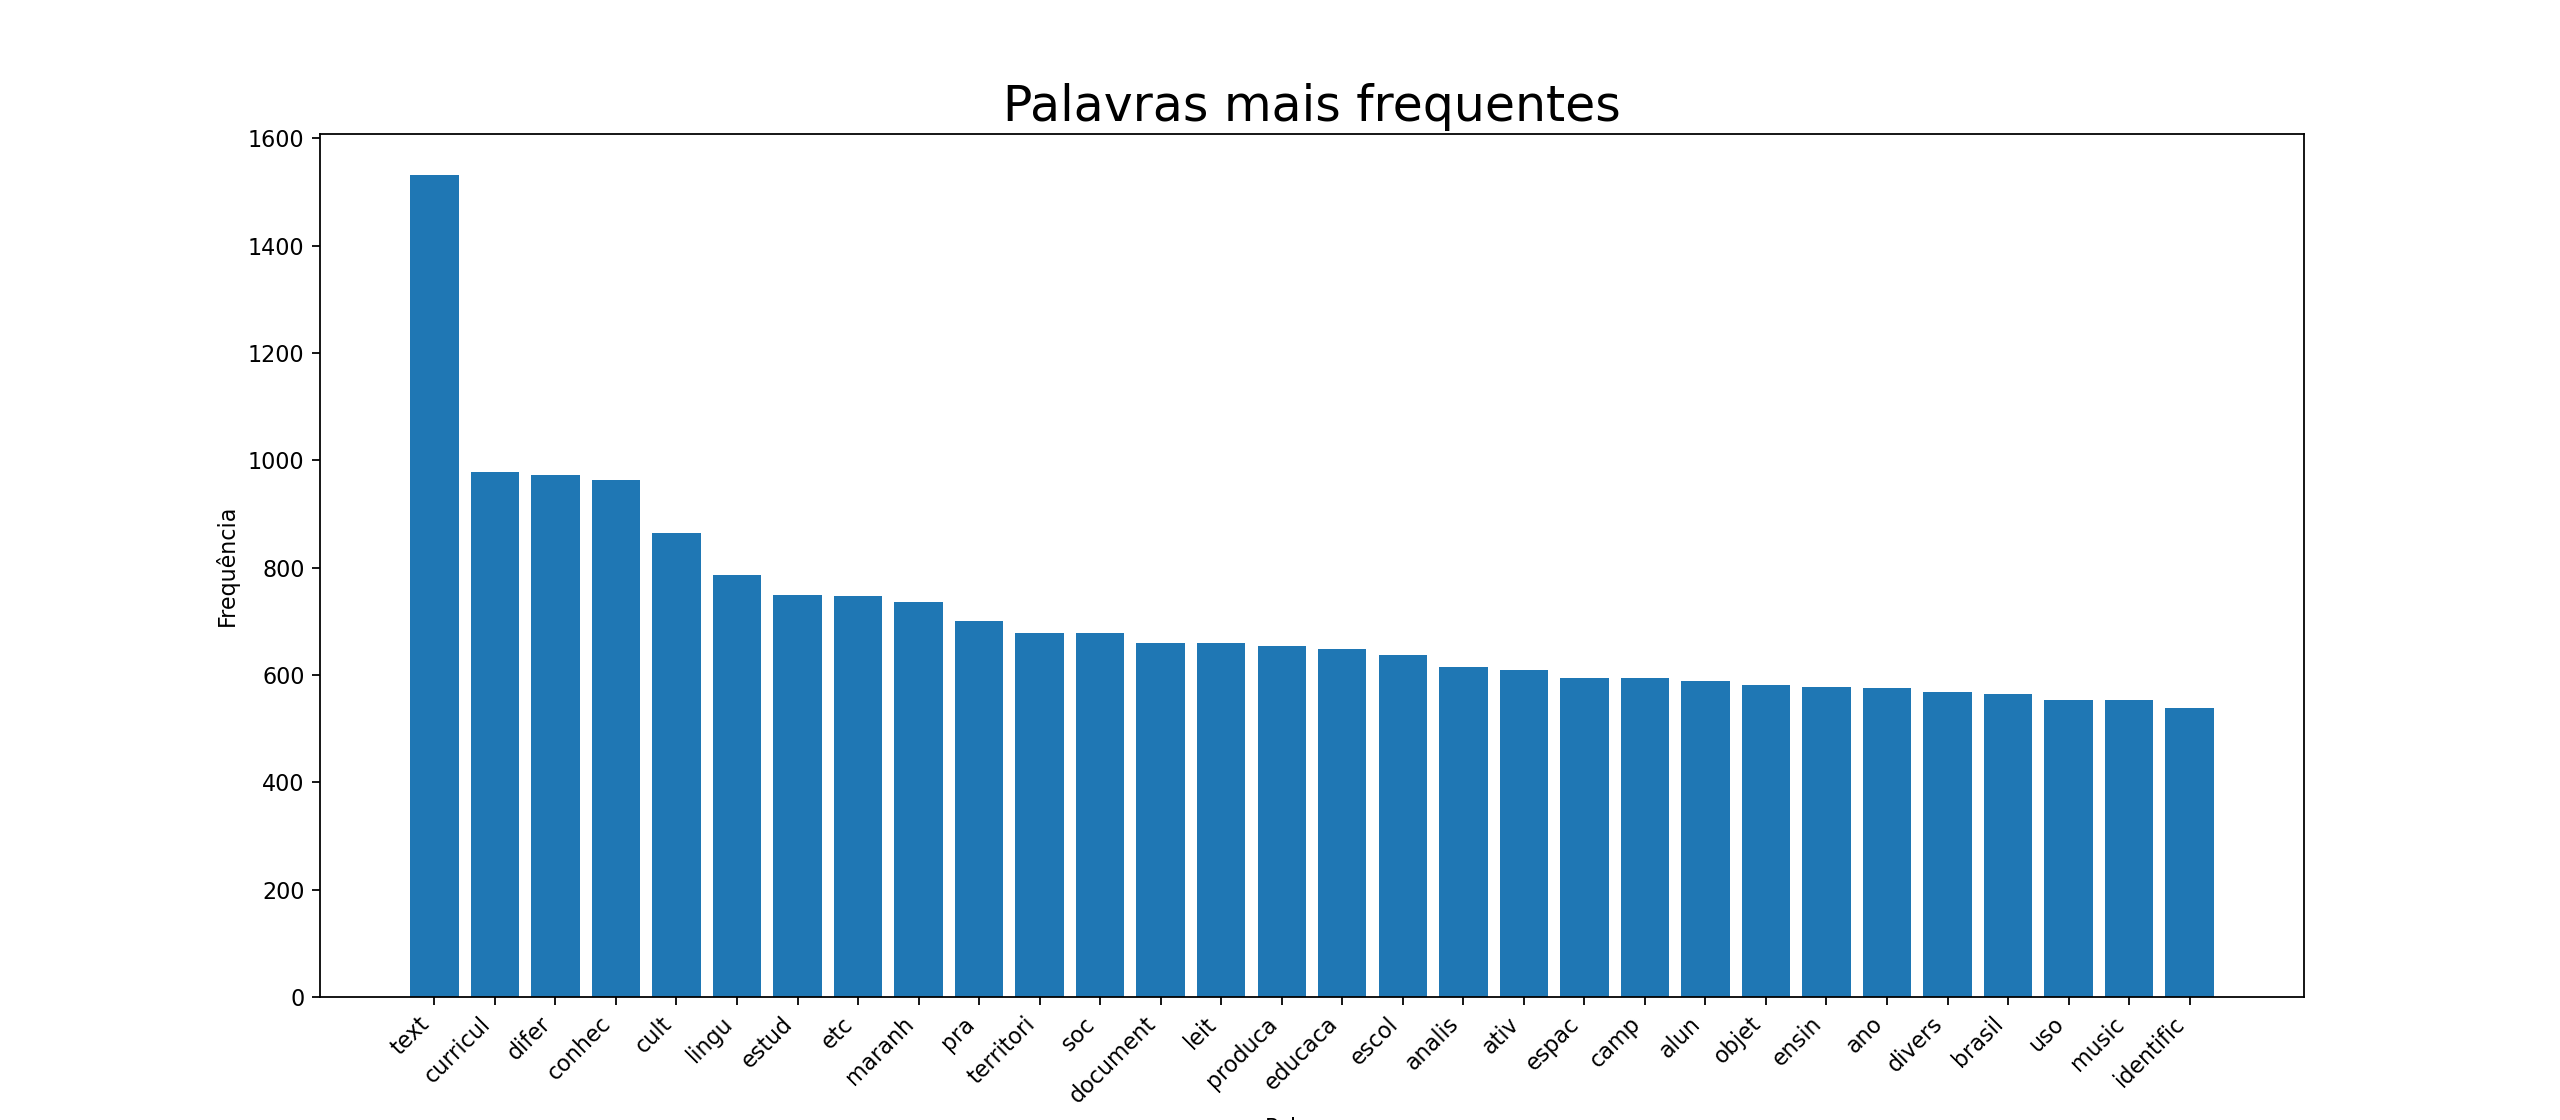 Palavras mais frequentes
1600
1400
1200
1000
800
600
400
200
0
Frequência
text
curricul
difer
conhec
cult
lingu
estud
etc
maranh
pra
territori
soc
document
leit
produca
educaca
escol
analis
ativ
espac
camp
alun
objet
ensin
ano
divers
brasil
uso
music
identific